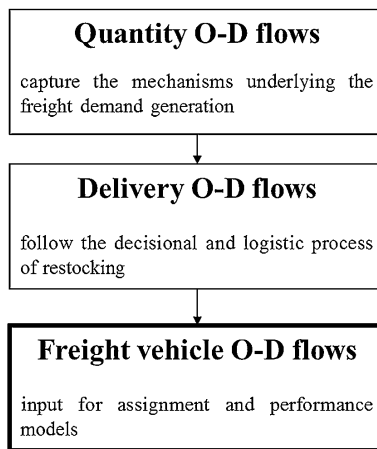 Quantity O-D flows
capture the mechanisms underlying the
freight demand generation
Delivery O-D flows
follow the decisional and logistic process
of restocking
Freight vehicle O-D flows
input for assignment and performance
models